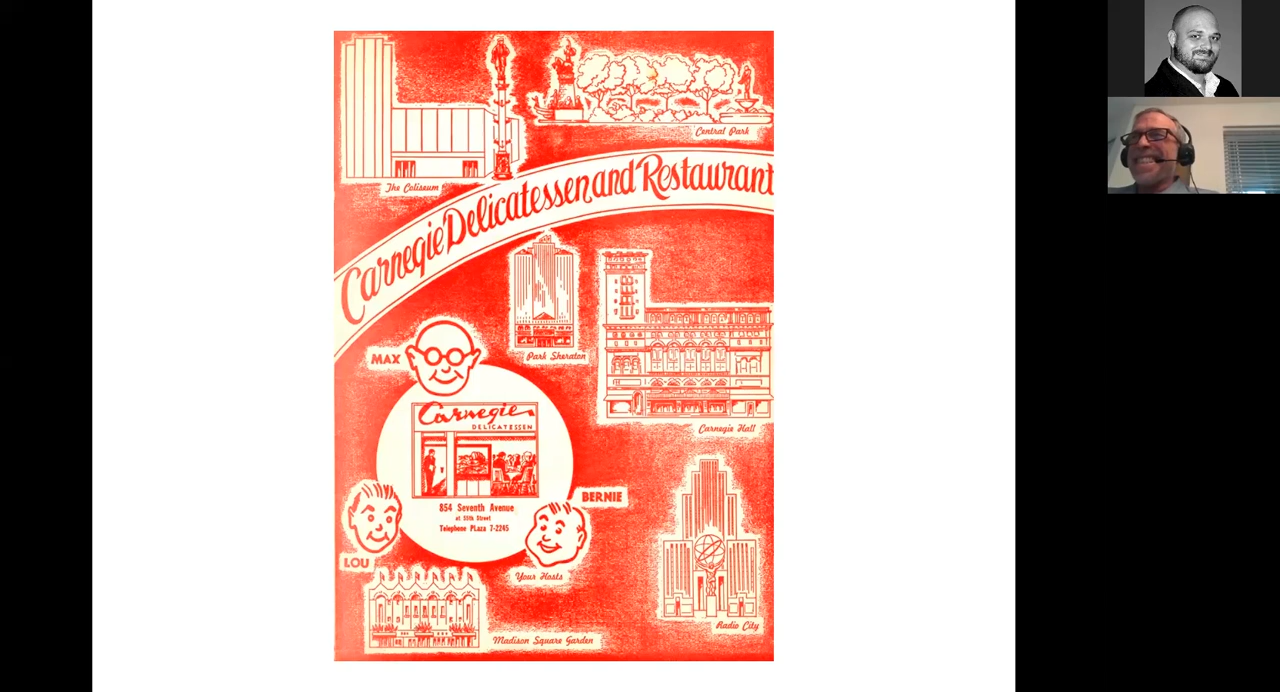 Central Park
The Coliseum
Carnegie Delicatessen and Restaurant
Park Sheraton
MAX
Carnegie
DELICATESSEN
Carnegie Hall
854 Seventh Avenue
at 55th Street
Telephone PLaza 7-2245
BERNIE
LOU
Your Hosts
Radio City
Madison Square Garden